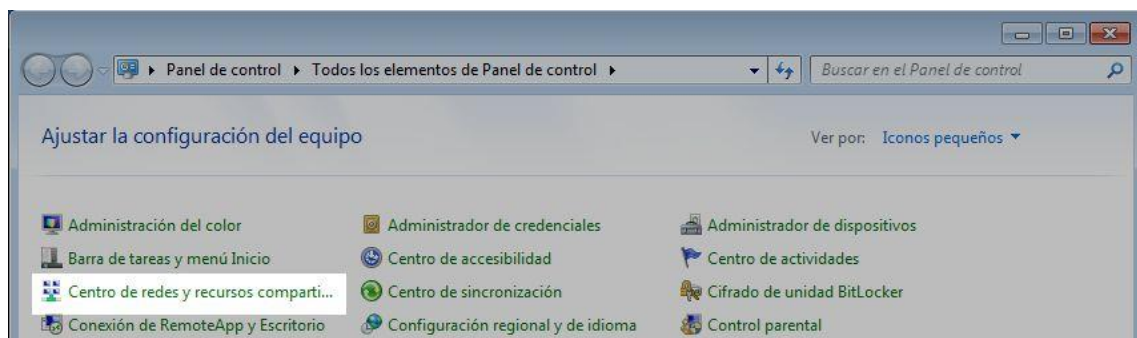 Panel de control Todos los elementos de Panel de control Buscar en el Panel de control
Ajustar la configuración del equipo Ver por: Iconos pequeños
Administración del color Administrador de credenciales Administrador de dispositivos
Barra de tareas y menú Inicio Centro de accesibilidad Centro de actividades
Centro de redes y recursos comparti... Centro de sincronización Cifrado de unidad BitLocker
Conexión de RemoteApp y Escritorio Configuración regional y de idioma Control parental